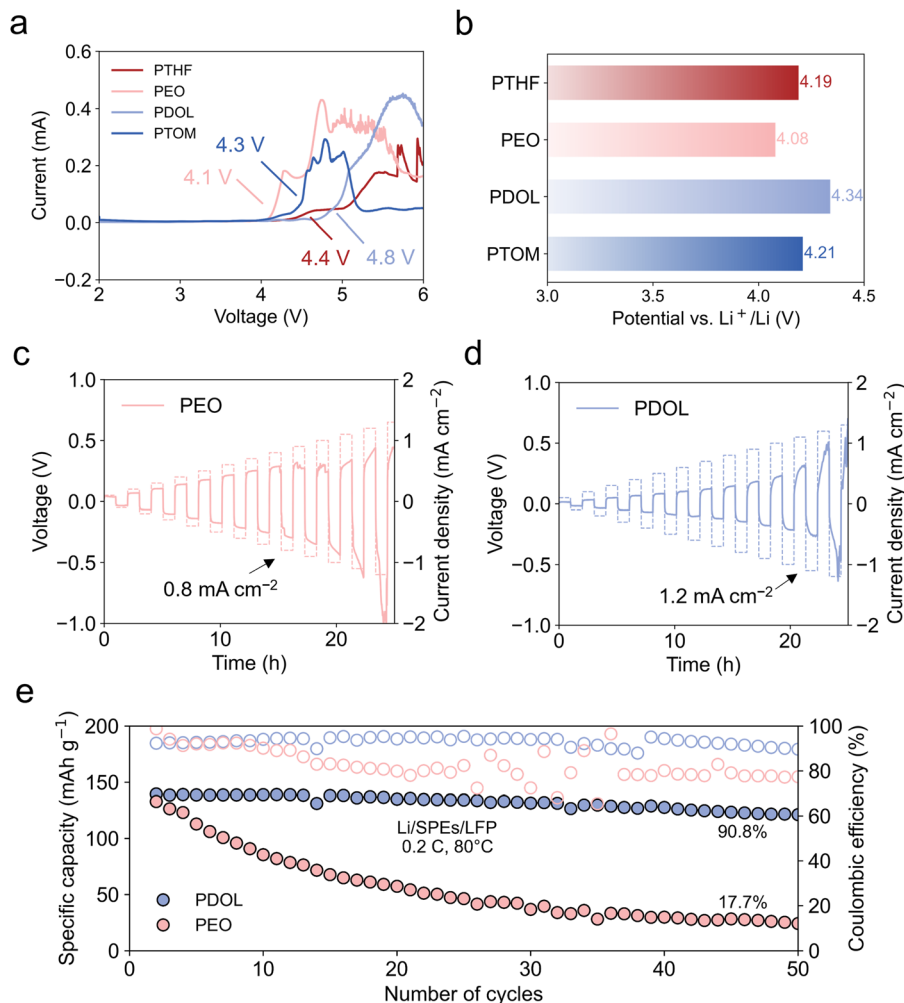 a
0.6
0.4
0.2
0.0
−0.2
Current (mA)
PTHF
PEO
PDOL
PTOM
4.3 V
4.1 V
4.4 V
4.8 V
2
3
4
5
6
Voltage (V)
b
PTHF
4.19
PEO
4.08
PDOL
4.34
PTOM
4.21
3.0
3.5
4.0
4.5
Potential vs. Li⁺/Li (V)
c
1.0
0.5
0.0
−0.5
−1.0
Voltage (V)
PEO
0.8 mA cm⁻²
2
1
0
−1
−2
Current density (mA cm⁻²)
0
10
20
Time (h)
d
1.0
0.5
0.0
−0.5
−1.0
Voltage (V)
PDOL
1.2 mA cm⁻²
2
1
0
−1
−2
Current density (mA cm⁻²)
0
10
20
Time (h)
e
200
150
100
50
0
Specific capacity (mAh g⁻¹)
Li/SPEs/LFP
0.2 C, 80°C
90.8%
17.7%
PDOL
PEO
100
80
60
40
20
0
Coulombic efficiency (%)
0
10
20
30
40
50
Number of cycles